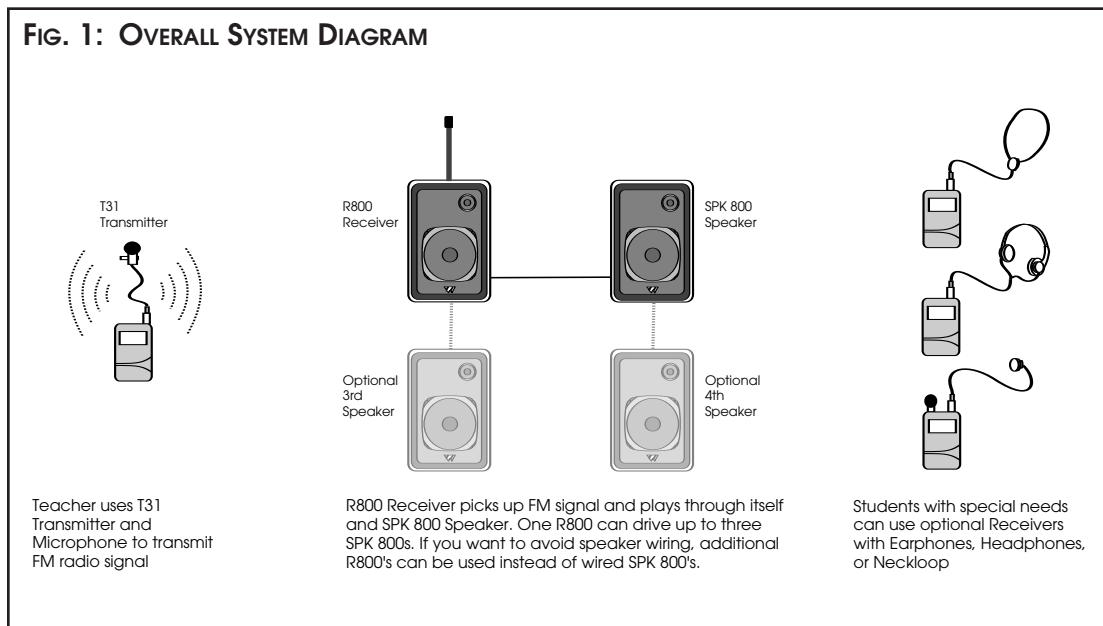 FIG. 1: OVERALL SYSTEM DIAGRAM
T31
Transmitter
R800
Receiver
SPK 800
Speaker
Optional
3rd
Speaker
Optional
4th
Speaker
Teacher uses T31
Transmitter and
Microphone to transmit
FM radio signal
R800 Receiver picks up FM signal and plays through itself
and SPK 800 Speaker. One R800 can drive up to three
SPK 800s. If you want to avoid speaker wiring, additional
R800's can be used instead of wired SPK 800's.
Students with special needs
can use optional Receivers
with Earphones, Headphones,
or Neckloop